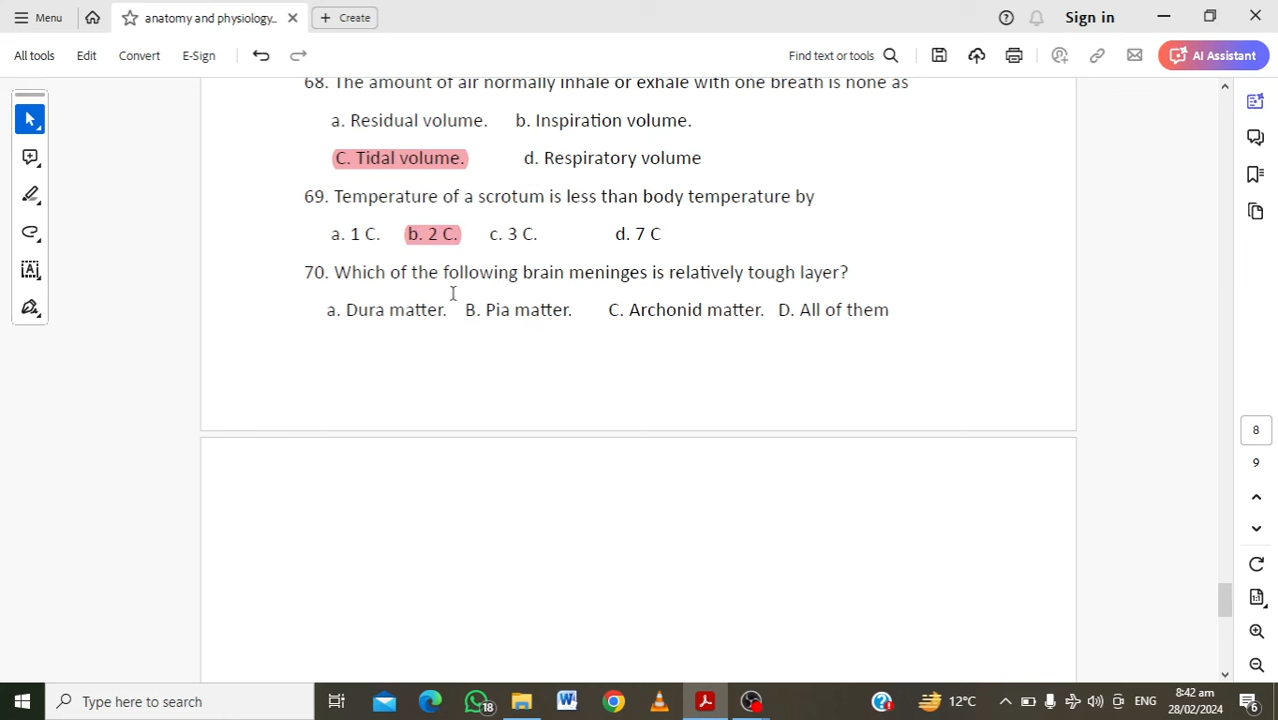 Menu
anatomy and physiology...
Create
Sign in
All tools
Edit
Convert
E-Sign
Find text or tools
AI Assistant
68. The amount of air normally inhale or exhale with one breath is none as
a. Residual volume. b. Inspiration volume.
C. Tidal volume. d. Respiratory volume
69. Temperature of a scrotum is less than body temperature by
a. 1 C. b. 2 C. c. 3 C. d. 7 C
70. Which of the following brain meninges is relatively tough layer?
a. Dura matter. B. Pia matter. C. Archonid matter. D. All of them
8
9
Type here to search
18
12°C
ENG
8:42 am
28/02/2024
6